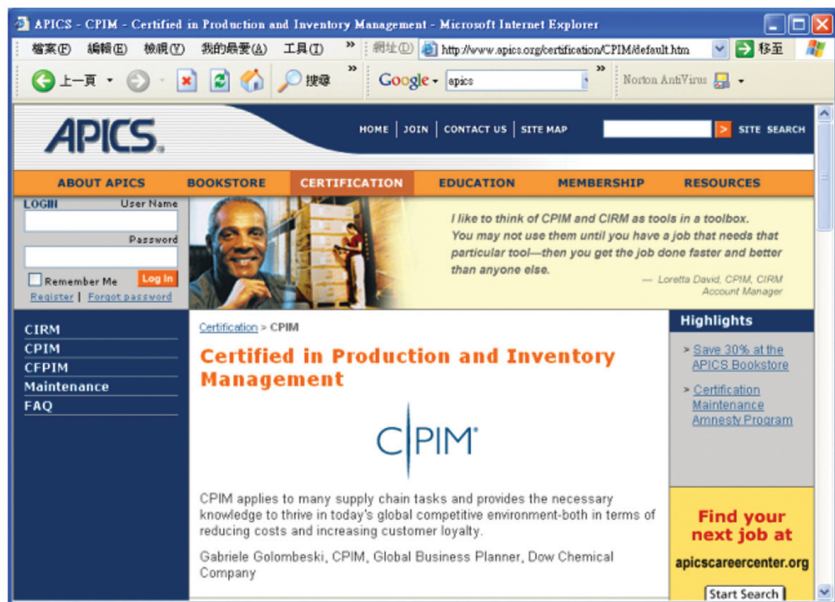 APICS - CPIM - Certified in Production and Inventory Management - Microsoft Internet Explorer
檔案(F) 編輯(E) 檢視(V) 我的最愛(A) 工具(T) » 網址(D) http://www.apics.org/certification/CPIM/default.htm 移至
上一頁 搜尋 » Google apics » Norton AntiVirus
APICS®
HOME | JOIN | CONTACT US | SITE MAP > SITE SEARCH
ABOUT APICS BOOKSTORE CERTIFICATION EDUCATION MEMBERSHIP RESOURCES
LOGIN User Name
Password
Remember Me Log In
Register | Forgot password
I like to think of CPIM and CIRM as tools in a toolbox.
You may not use them until you have a job that needs that
particular tool—then you get the job done faster and better
than anyone else.
— Loretta David, CPIM, CIRM
Account Manager
CIRM
CPIM
CFPIM
Maintenance
FAQ
Certification > CPIM
Certified in Production and Inventory
Management
CPIM®
CPIM applies to many supply chain tasks and provides the necessary
knowledge to thrive in today's global competitive environment-both in terms of
reducing costs and increasing customer loyalty.
Gabriele Golombeski, CPIM, Global Business Planner, Dow Chemical
Company
Highlights
> Save 30% at the
APICS Bookstore
> Certification
Maintenance
Amnesty Program
Find your
next job at
apicscareercenter.org
Start Search